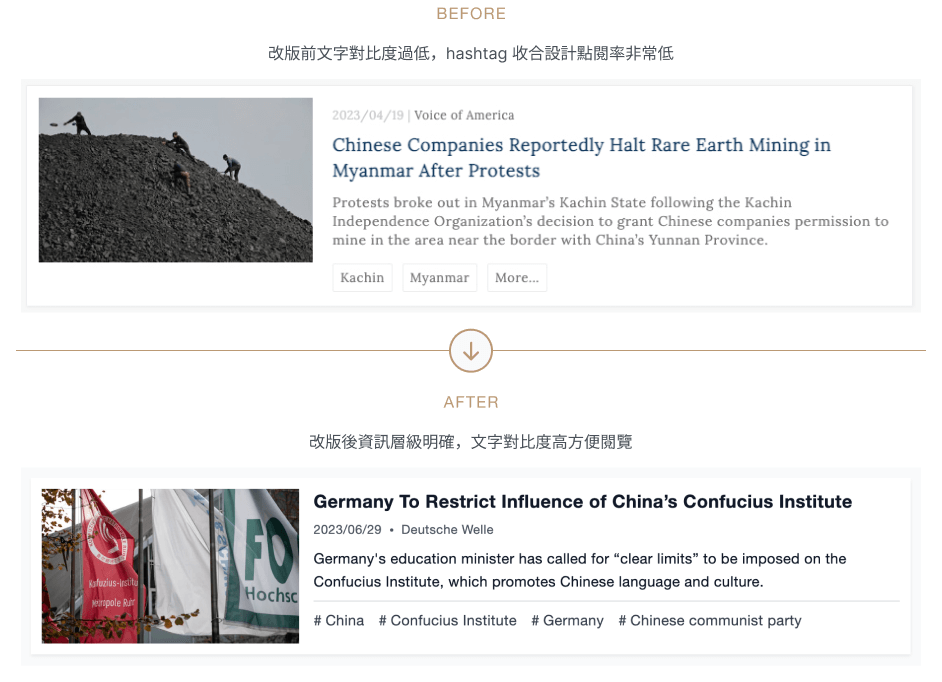 BEFORE
改版前文字對比度過低，hashtag 收合設計點閱率非常低
2023/04/19 | Voice of America
Chinese Companies Reportedly Halt Rare Earth Mining in
Myanmar After Protests
Protests broke out in Myanmar’s Kachin State following the Kachin
Independence Organization’s decision to grant Chinese companies permission to
mine in the area near the border with China’s Yunnan Province.
Kachin Myanmar More...
AFTER
改版後資訊層級明確，文字對比度高方便閱覽
Germany To Restrict Influence of China’s Confucius Institute
2023/06/29 • Deutsche Welle
Germany's education minister has called for “clear limits” to be imposed on the
Confucius Institute, which promotes Chinese language and culture.
# China # Confucius Institute # Germany # Chinese communist party
Konfuzius-Institut
Metropole Ruhr
FO
Hochsc